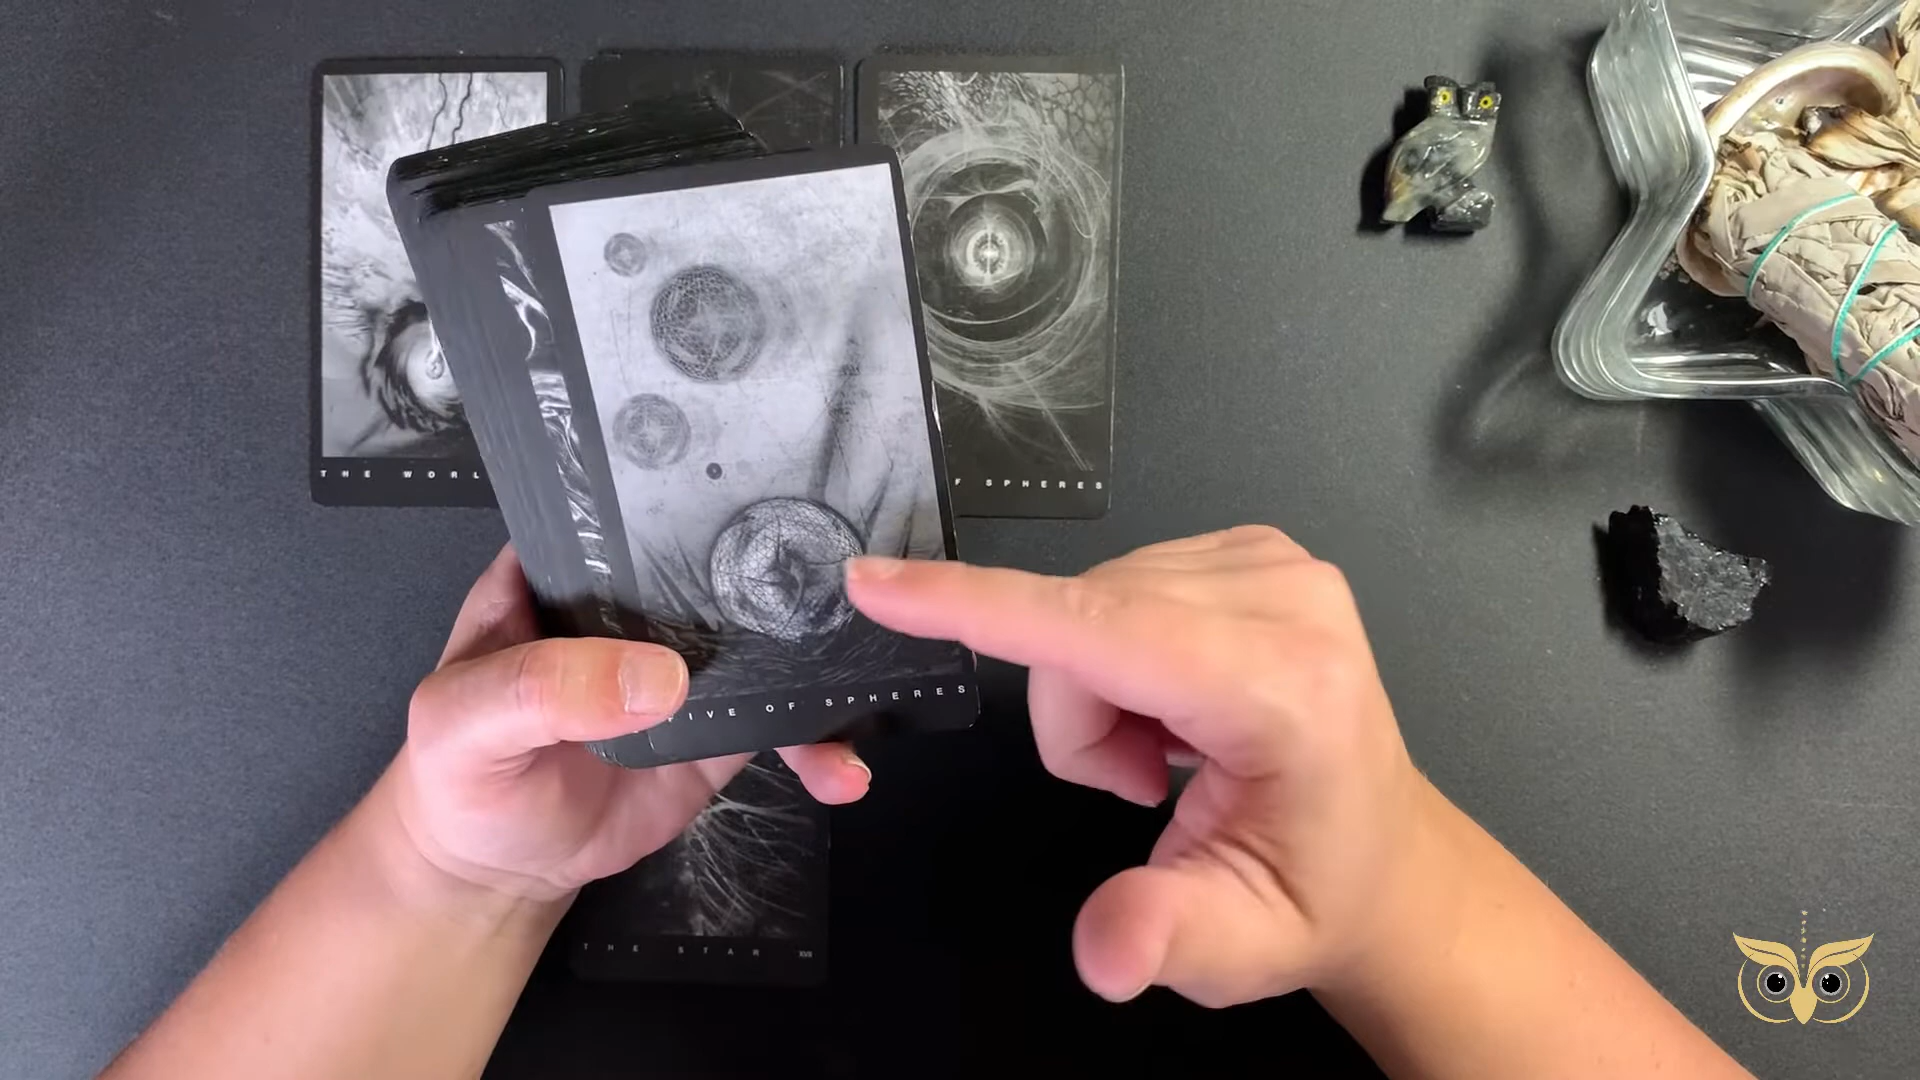 THE WORL
F SPHERES
FIVE OF SPHERES
THE STAR XVII